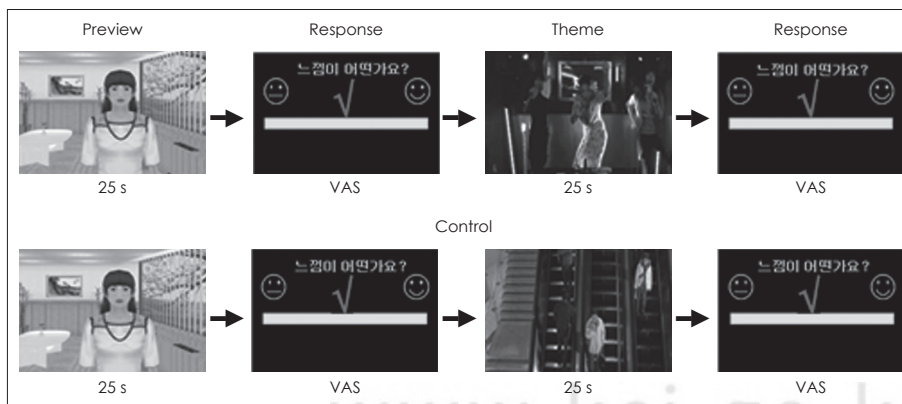 Preview Response Theme Response
느낌이 어떤가요? 느낌이 어떤가요?
25 s VAS 25 s VAS
Control
느낌이 어떤가요? 느낌이 어떤가요?
25 s VAS 25 s VAS